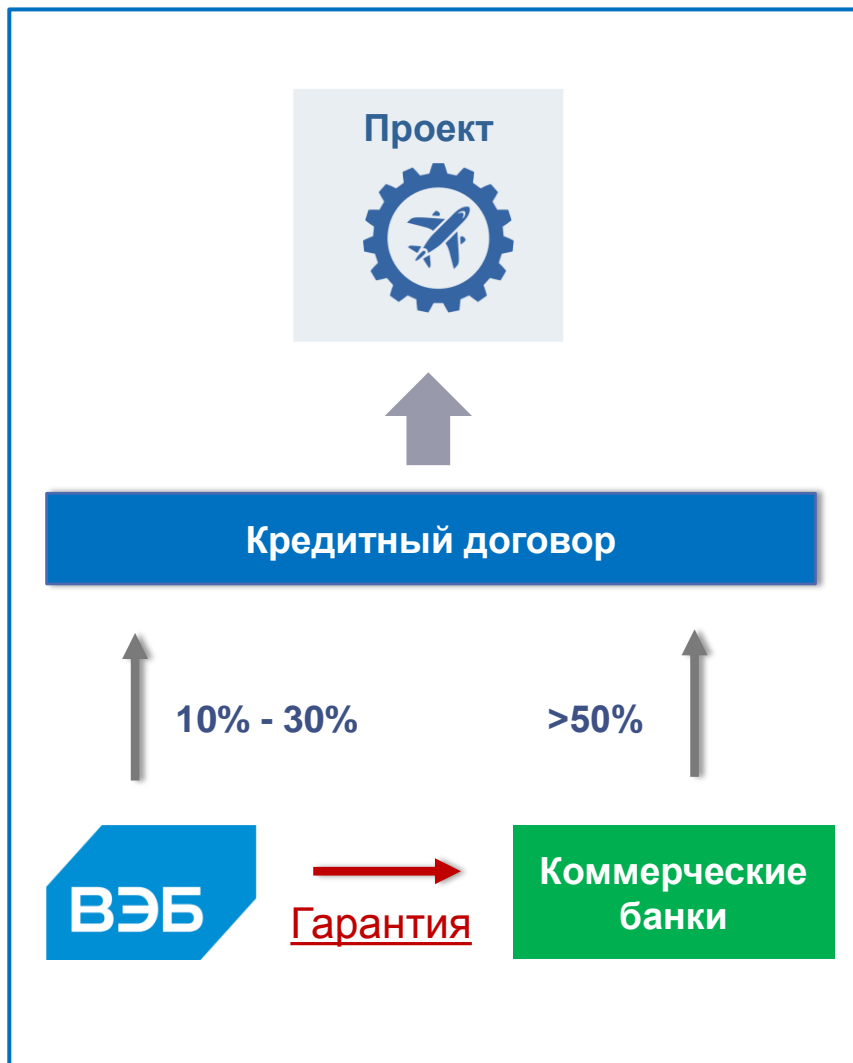 Проект
Кредитный договор
10% - 30%
>50%
ВЭБ
Гарантия
Коммерческие
банки